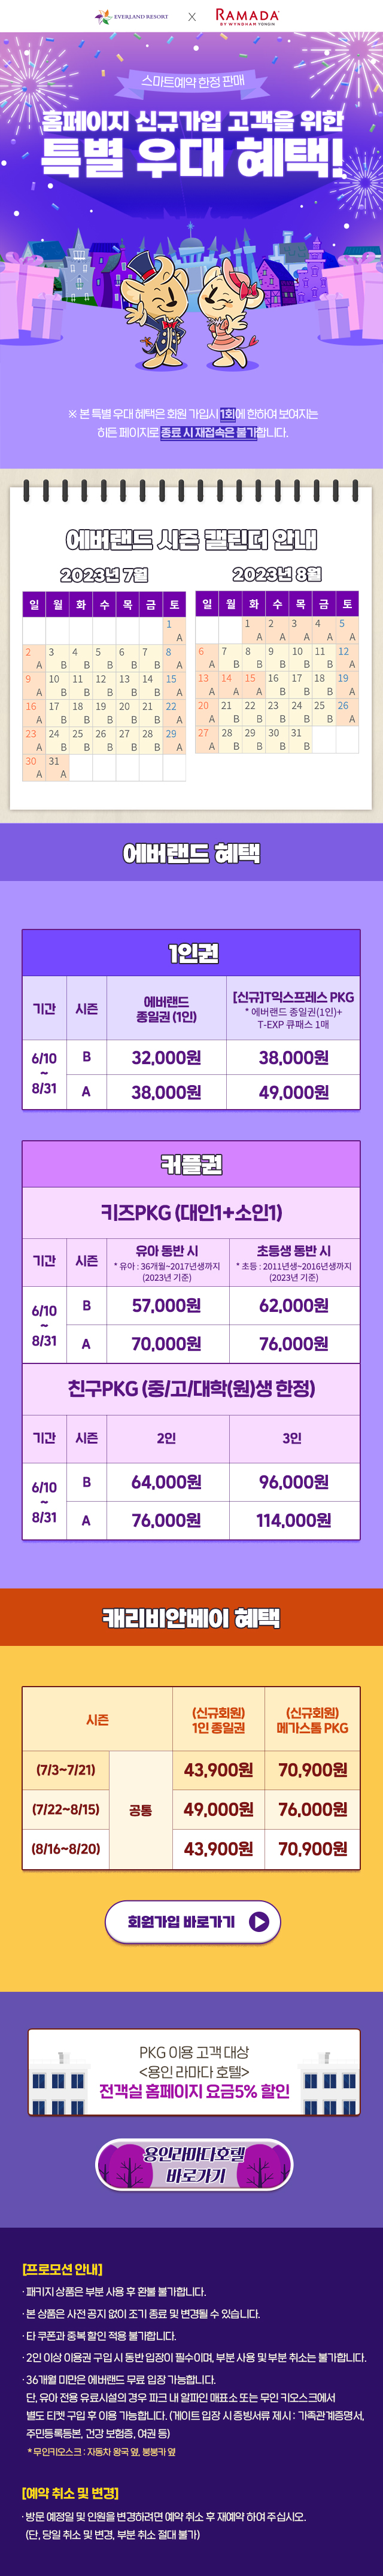 EVERLAND RESORT X RAMADA
BY WYNDHAM YONGIN
스마트예약 한정 판매
홈페이지 신규가입 고객을 위한
특별 우대 혜택!
※ 본 특별 우대 혜택은 회원 가입시 1회에 한하여 보여지는
히든 페이지로 종료 시 재접속은 불가합니다.
에버랜드 시즌 캘린더 안내
2023년 7월
일 월 화 수 목 금 토
1
A
2 3 4 5 6 7 8
A B B B B B A
9 10 11 12 13 14 15
A B B B B B A
16 17 18 19 20 21 22
A B B B B B A
23 24 25 26 27 28 29
A B B B B B A
30 31
A A
2023년 8월
일 월 화 수 목 금 토
1 2 3 4 5
A A A A A
6 7 8 9 10 11 12
A B B B B B A
13 14 15 16 17 18 19
A A A B B B A
20 21 22 23 24 25 26
A B B B B B A
27 28 29 30 31
A B B B B
에버랜드 혜택
1인권
기간 시즌 에버랜드
종일권 (1인)
[신규]T익스프레스 PKG
* 에버랜드 종일권(1인)+
T-EXP 큐패스 1매
6/10
~
8/31
B 32,000원 38,000원
A 38,000원 49,000원
커플권
키즈PKG (대인1+소인1)
기간 시즌 유아 동반 시
* 유아 : 36개월~2017년생까지
(2023년 기준)
초등생 동반 시
* 초등 : 2011년생~2016년생까지
(2023년 기준)
6/10
~
8/31
B 57,000원 62,000원
A 70,000원 76,000원
친구PKG (중/고/대학(원)생 한정)
기간 시즌 2인 3인
6/10
~
8/31
B 64,000원 96,000원
A 76,000원 114,000원
캐리비안베이 혜택
시즌 (신규회원)
1인 종일권
(신규회원)
메가스톰 PKG
(7/3~7/21) 43,900원 70,900원
(7/22~8/15) 공통 49,000원 76,000원
(8/16~8/20) 43,900원 70,900원
회원가입 바로가기
PKG 이용 고객 대상
<용인 라마다 호텔>
전객실 홈페이지 요금5% 할인
용인라마다호텔
바로가기
[프로모션 안내]
· 패키지 상품은 부분 사용 후 환불 불가합니다.
· 본 상품은 사전 공지 없이 조기 종료 및 변경될 수 있습니다.
· 타 쿠폰과 중복 할인 적용 불가합니다.
· 2인 이상 이용권 구입 시 동반 입장이 필수이며, 부분 사용 및 부분 취소는 불가합니다.
· 36개월 미만은 에버랜드 무료 입장 가능합니다.
단, 유아 전용 유료시설의 경우 파크 내 알파인 매표소 또는 무인 키오스크에서
별도 티켓 구입 후 이용 가능합니다. (게이트 입장 시 증빙서류 제시 : 가족관계증명서,
주민등록등본, 건강 보험증, 여권 등)
* 무인키오스크 : 자동차 왕국 옆, 붕붕카 옆
[예약 취소 및 변경]
· 방문 예정일 및 인원을 변경하려면 예약 취소 후 재예약 하여 주십시오.
(단, 당일 취소 및 변경, 부분 취소 절대 불가)